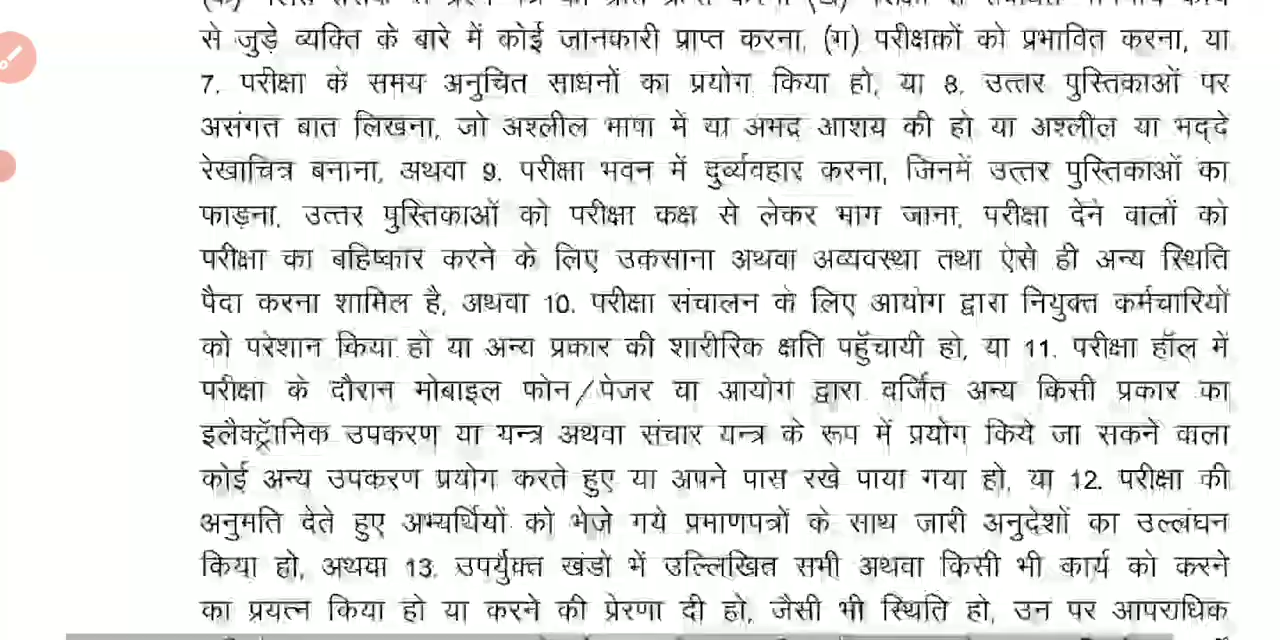 से जुड़े व्यक्ति के बारे में कोई जानकारी प्राप्त करना, (ग) परीक्षकों को प्रभावित करना, या
7. परीक्षा के समय अनुचित साधनों का प्रयोग किया हो, या 8. उत्तर पुस्तिकाओं पर
असंगत बात लिखना, जो अश्लील भाषा में या अभद्र आशय की हो या अश्लील या भद्दे
रेखाचित्र बनाना, अथवा 9. परीक्षा भवन में दुर्व्यवहार करना, जिनमें उत्तर पुस्तिकाओं का
फाड़ना, उत्तर पुस्तिकाओं को परीक्षा कक्ष से लेकर भाग जाना, परीक्षा देने वालों को
परीक्षा का बहिष्कार करने के लिए उकसाना अथवा अव्यवस्था तथा ऐसे ही अन्य स्थिति
पैदा करना शामिल है, अथवा 10. परीक्षा संचालन के लिए आयोग द्वारा नियुक्त कर्मचारियों
को परेशान किया हो या अन्य प्रकार की शारीरिक क्षति पहुँचायी हो, या 11. परीक्षा हॉल में
परीक्षा के दौरान मोबाइल फोन/पेजर या आयोग द्वारा वर्जित अन्य किसी प्रकार का
इलैक्ट्रॅानिक उपकरण या यन्त्र अथवा संचार यन्त्र के रूप में प्रयोग किये जा सकने वाला
कोई अन्य उपकरण प्रयोग करते हुए या अपने पास रखे पाया गया हो, या 12. परीक्षा की
अनुमति देते हुए अभ्यर्थियों को भेजे गये प्रमाणपत्रों के साथ जारी अनुदेशों का उल्लंघन
किया हो, अथवा 13. उपर्युक्त खंडो में उल्लिखित सभी अथवा किसी भी कार्य को करने
का प्रयत्न किया हो या करने की प्रेरणा दी हो, जैसी भी स्थिति हो, उन पर आपराधिक